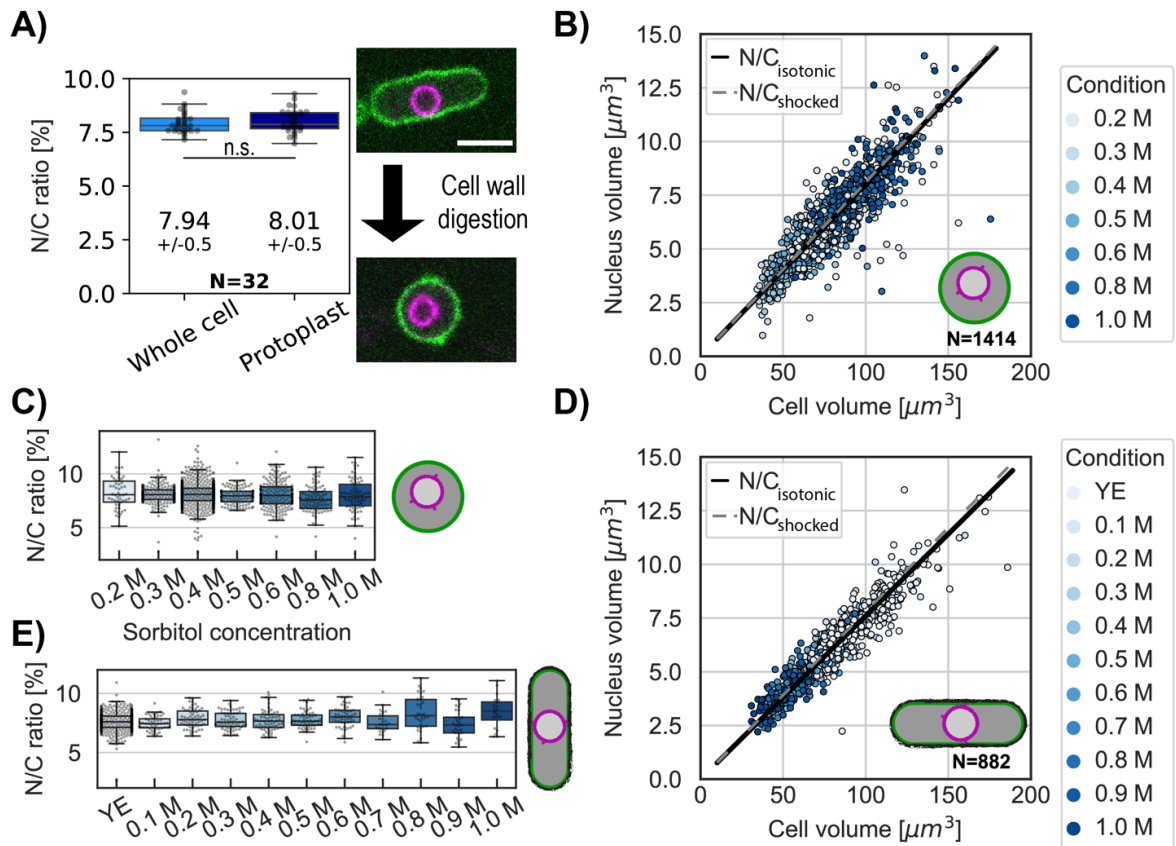 A)
N/C ratio [%]
10.0
7.5
5.0
2.5
0.0
n.s.
7.94
+/-0.5
8.01
+/-0.5
N=32
Whole cell
Protoplast
Cell wall
digestion
B)
Nucleus volume [μm³]
15.0
12.5
10.0
7.5
5.0
2.5
0.0
N/C isotonic
N/C shocked
N=1414
0
50
100
150
200
Cell volume [μm³]
Condition
0.2 M
0.3 M
0.4 M
0.5 M
0.6 M
0.8 M
1.0 M
C)
N/C ratio [%]
10
5
0.2 M
0.3 M
0.4 M
0.5 M
0.6 M
0.8 M
1.0 M
Sorbitol concentration
D)
Nucleus volume [μm³]
15.0
12.5
10.0
7.5
5.0
2.5
0.0
N/C isotonic
N/C shocked
N=882
0
50
100
150
200
Cell volume [μm³]
Condition
YE
0.1 M
0.2 M
0.3 M
0.4 M
0.5 M
0.6 M
0.7 M
0.8 M
0.9 M
1.0 M
E)
N/C ratio [%]
10
5
YE
0.1 M
0.2 M
0.3 M
0.4 M
0.5 M
0.6 M
0.7 M
0.8 M
0.9 M
1.0 M